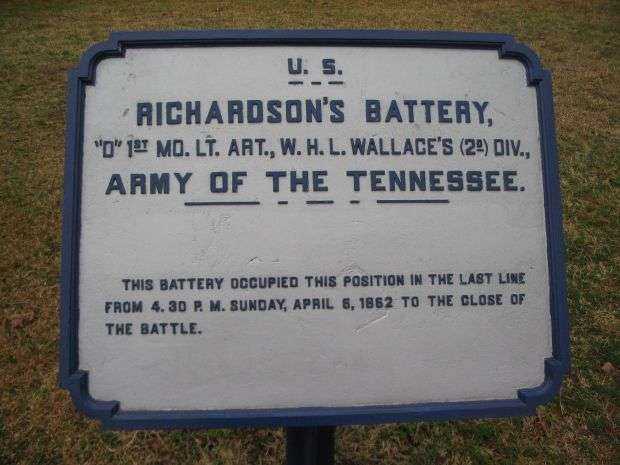 U. S.
RICHARDSON'S BATTERY,
"D" 1ST MO. LT. ART., W. H. L. WALLACE'S (2D) DIV.,
ARMY OF THE TENNESSEE.
THIS BATTERY OCCUPIED THIS POSITION IN THE LAST LINE
FROM 4.30 P. M. SUNDAY, APRIL 6, 1862 TO THE CLOSE OF
THE BATTLE.